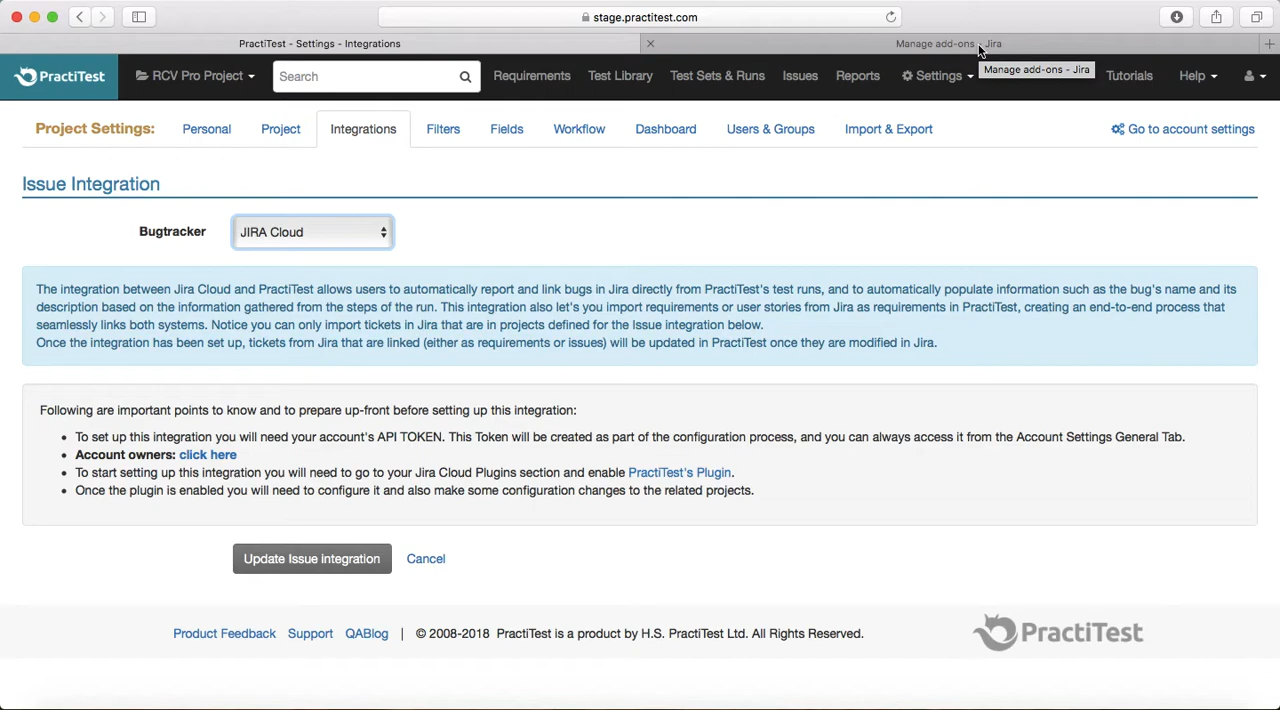 stage.practitest.com
PractiTest - Settings - Integrations
Manage add-ons - Jira
PractiTest
RCV Pro Project
Search
Requirements
Test Library
Test Sets & Runs
Issues
Reports
Settings
Manage add-ons - Jira
Tutorials
Help
Project Settings:
Personal
Project
Integrations
Filters
Fields
Workflow
Dashboard
Users & Groups
Import & Export
Go to account settings
Issue Integration
Bugtracker
JIRA Cloud
The integration between Jira Cloud and PractiTest allows users to automatically report and link bugs in Jira directly from PractiTest's test runs, and to automatically populate information such as the bug's name and its
description based on the information gathered from the steps of the run. This integration also let's you import requirements or user stories from Jira as requirements in PractiTest, creating an end-to-end process that
seamlessly links both systems. Notice you can only import tickets in Jira that are in projects defined for the Issue integration below.
Once the integration has been set up, tickets from Jira that are linked (either as requirements or issues) will be updated in PractiTest once they are modified in Jira.
Following are important points to know and to prepare up-front before setting up this integration:
• To set up this integration you will need your account's API TOKEN. This Token will be created as part of the configuration process, and you can always access it from the Account Settings General Tab.
• Account owners: click here
• To start setting up this integration you will need to go to your Jira Cloud Plugins section and enable PractiTest's Plugin.
• Once the plugin is enabled you will need to configure it and also make some configuration changes to the related projects.
Update Issue Integration
Cancel
Product Feedback
Support
QABlog
| © 2008-2018 PractiTest is a product by H.S. PractiTest Ltd. All Rights Reserved.
PractiTest